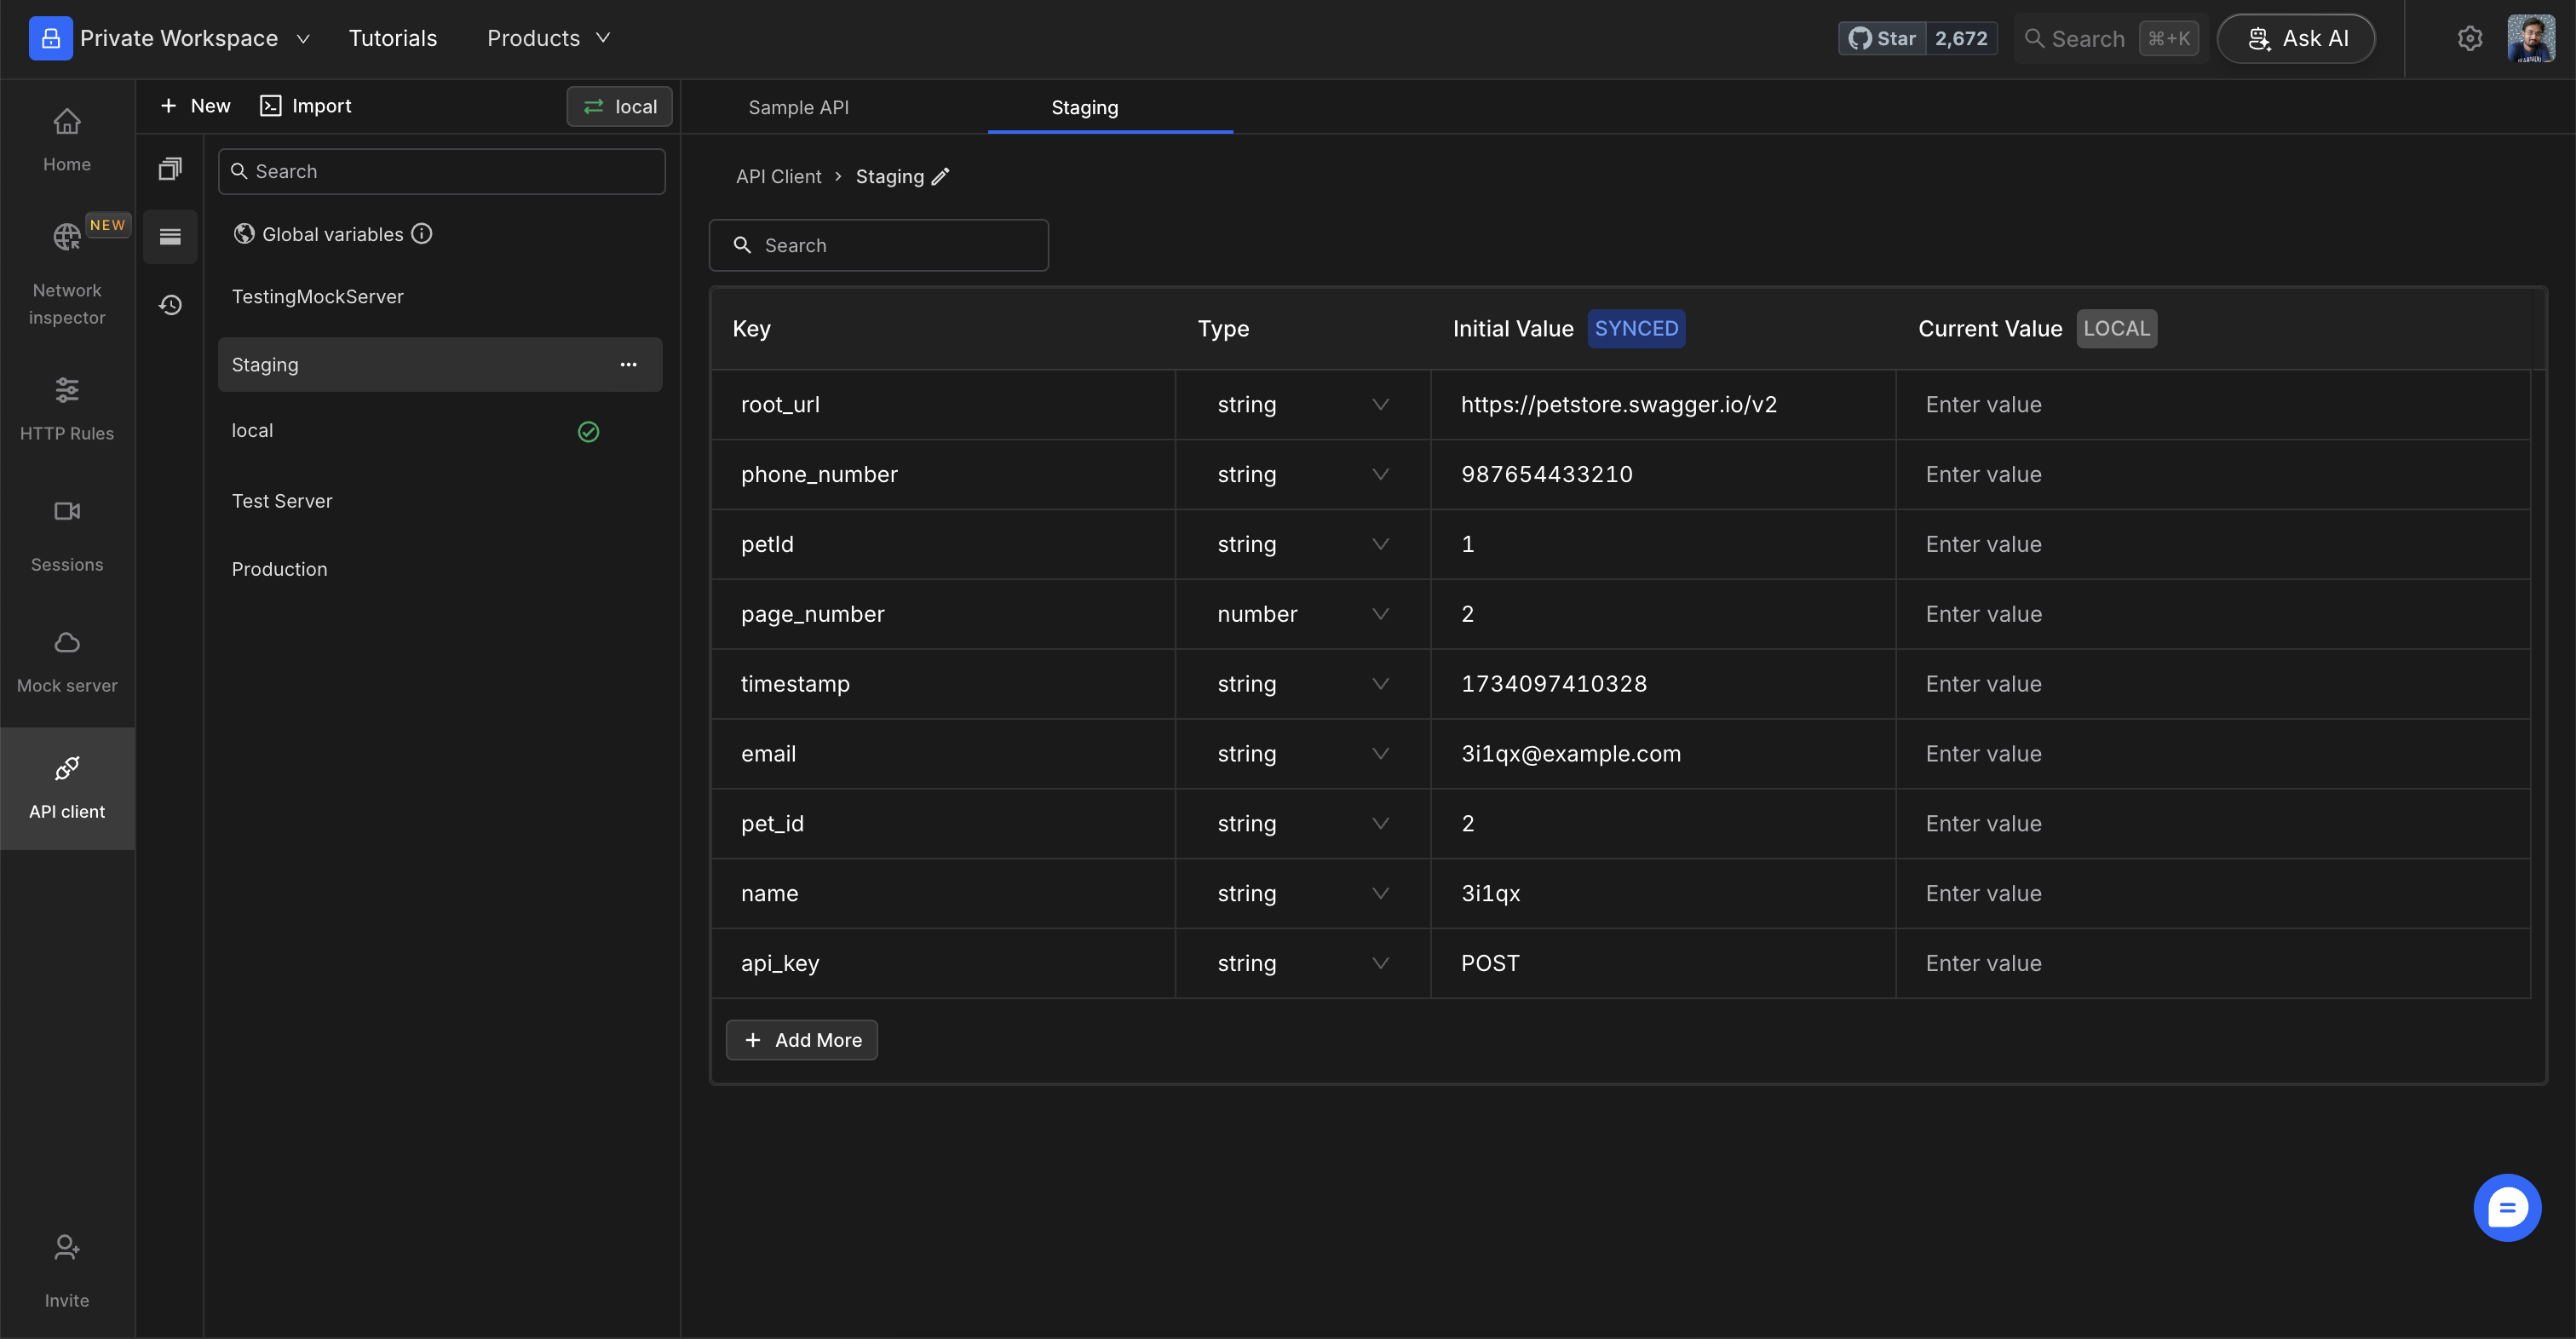 Private Workspace Tutorials Products Star 2,672 Search ⌘+K Ask AI
Home
NEW
Network
inspector
HTTP Rules
Sessions
Mock server
API client
Invite
+ New Import local
Search
Global variables
TestingMockServer
Staging ...
local
Test Server
Production
Sample API Staging
API Client > Staging
Search
Key Type Initial Value SYNCED Current Value LOCAL
root_url string https://petstore.swagger.io/v2 Enter value
phone_number string 987654433210 Enter value
petId string 1 Enter value
page_number number 2 Enter value
timestamp string 1734097410328 Enter value
email string 3i1qx@example.com Enter value
pet_id string 2 Enter value
name string 3i1qx Enter value
api_key string POST Enter value
+ Add More